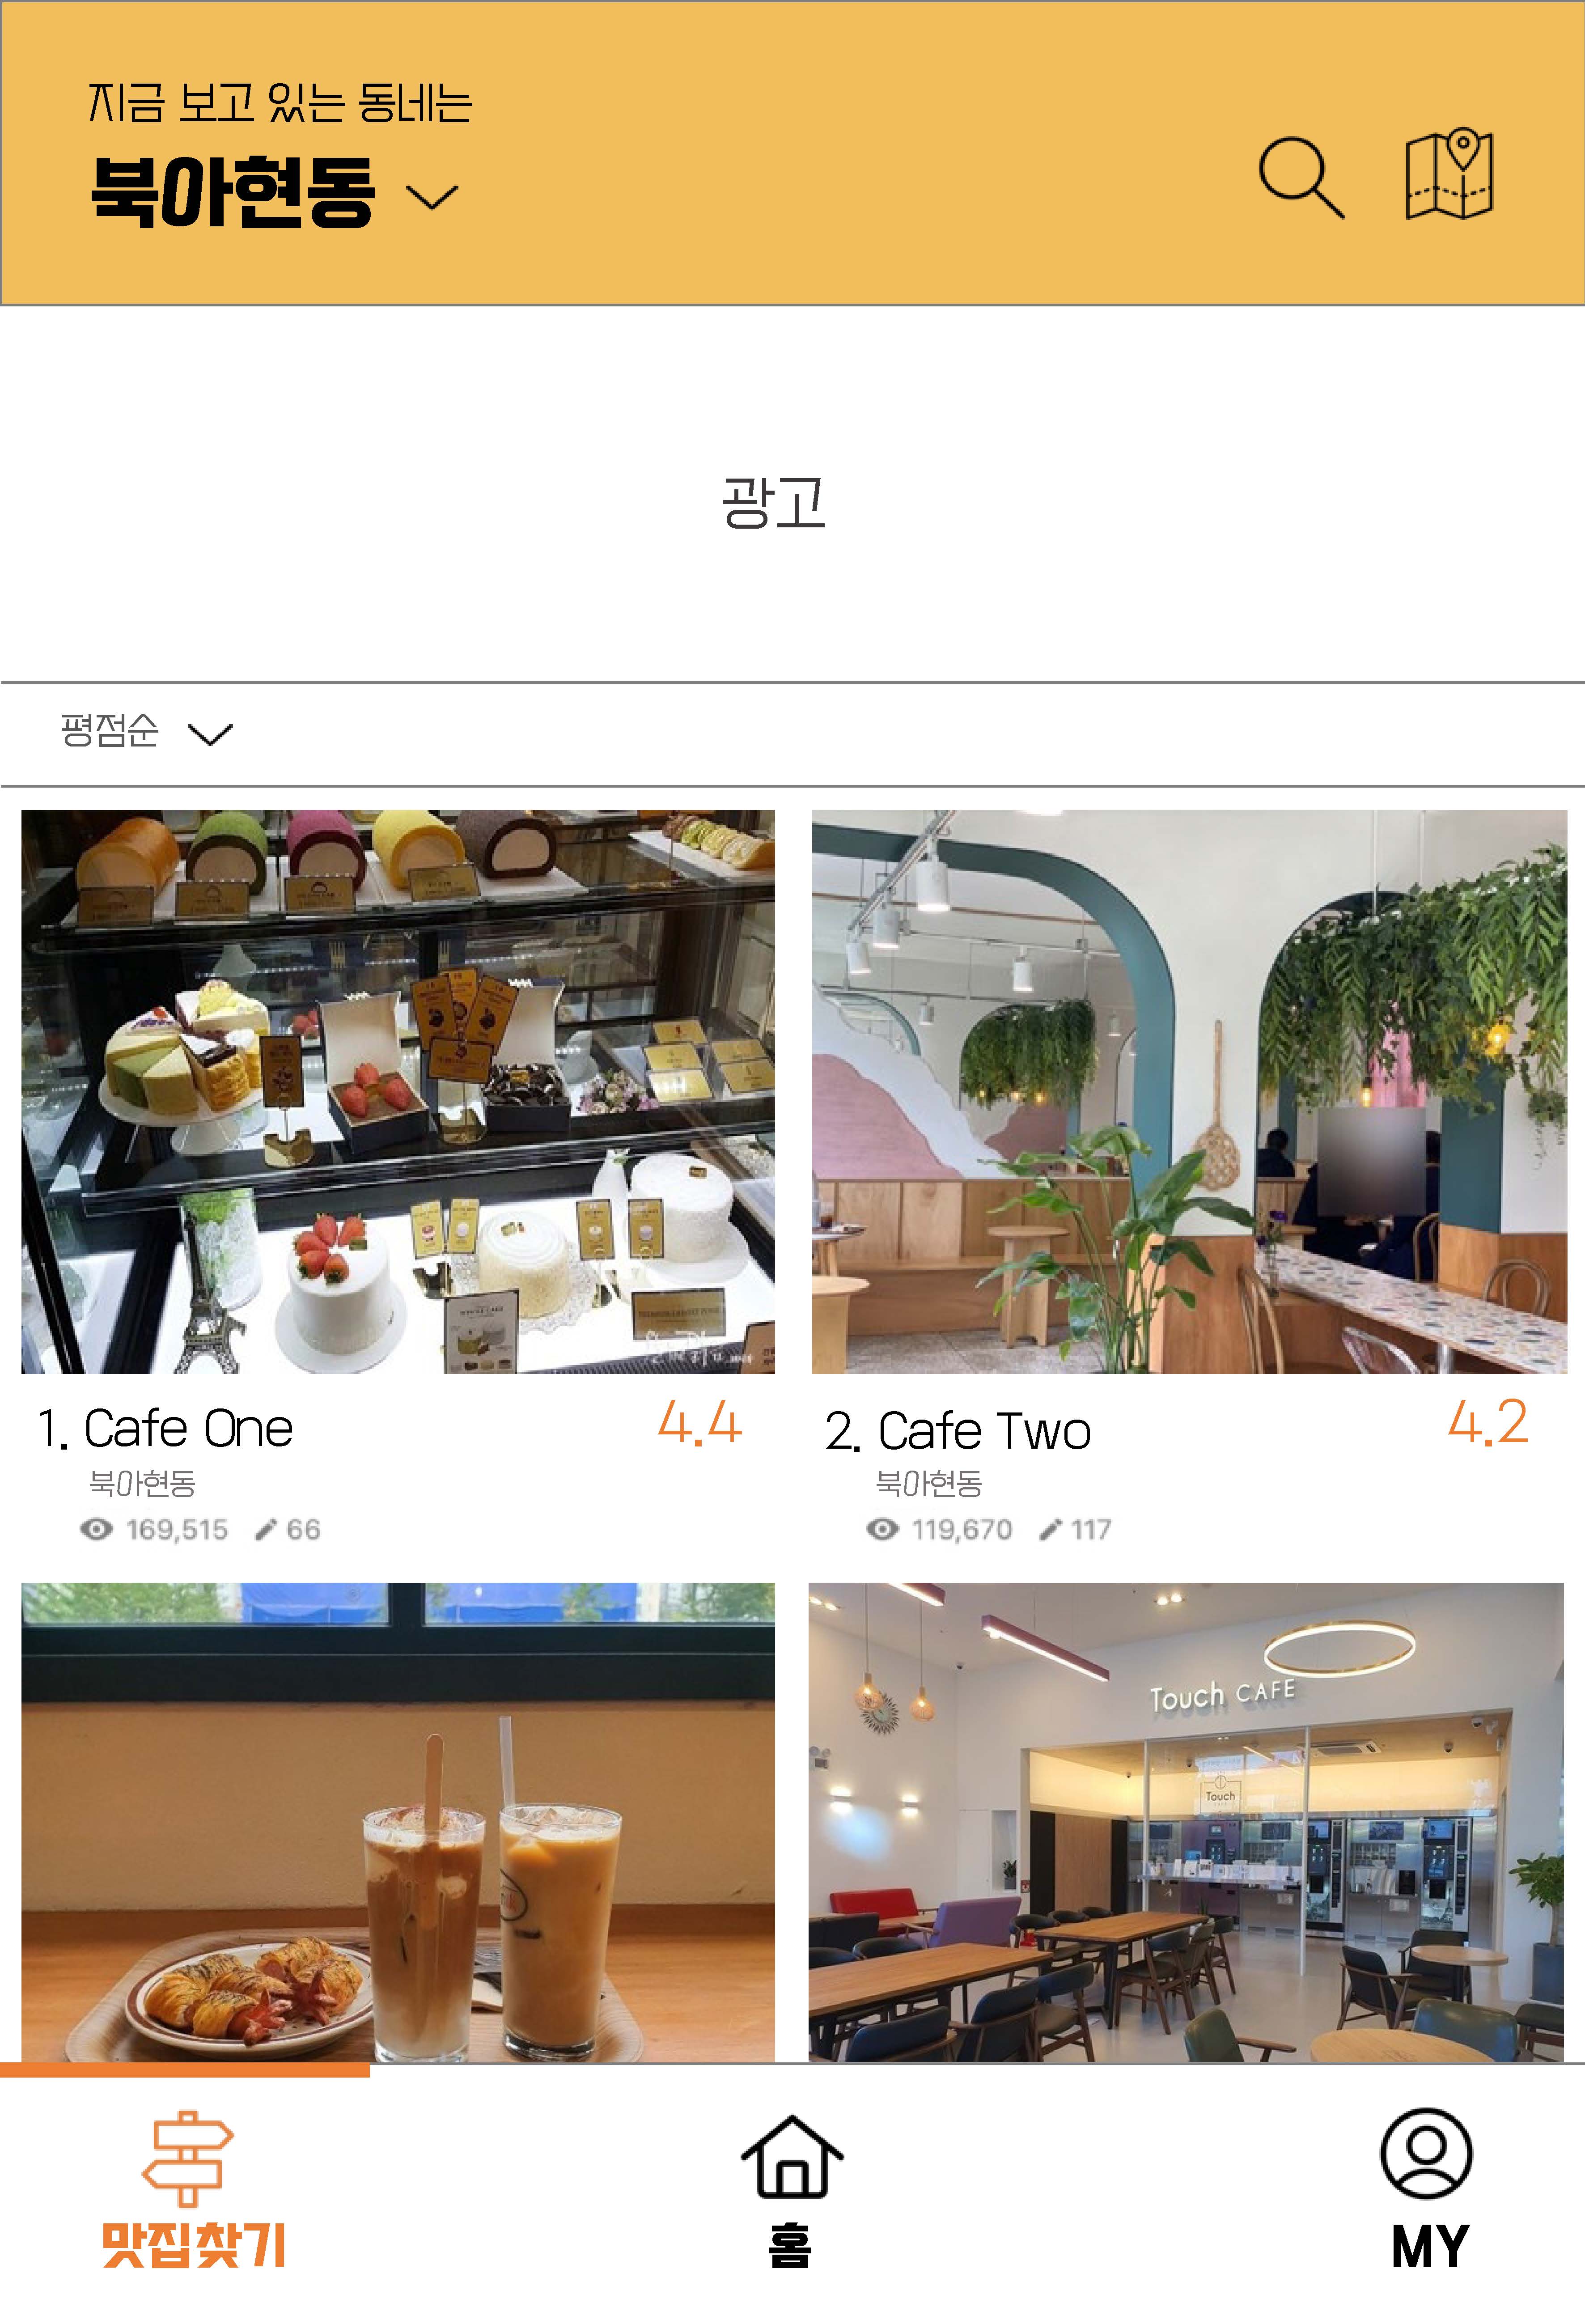 지금 보고 있는 동네는
북아현동
광고
평점순
1. Cafe One
4.4
북아현동
169,515
66
2. Cafe Two
4.2
북아현동
119,670
117
Touch CAFE
Touch
맛집찾기
홈
MY